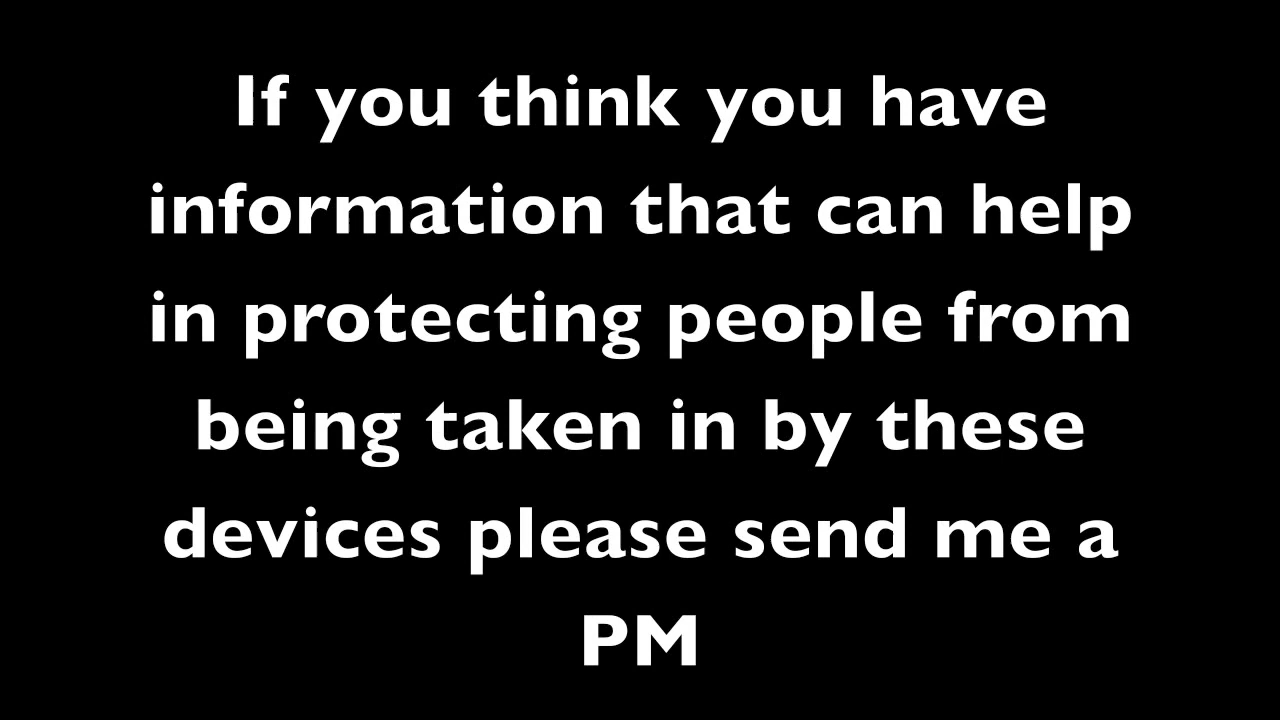 If you think you have
information that can help
in protecting people from
being taken in by these
devices please send me a
PM